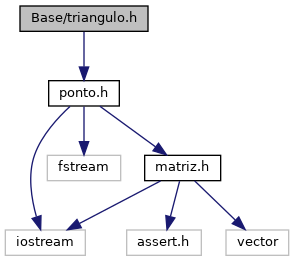 Base/triangulo.h
ponto.h
fstream
matriz.h
iostream
assert.h
vector